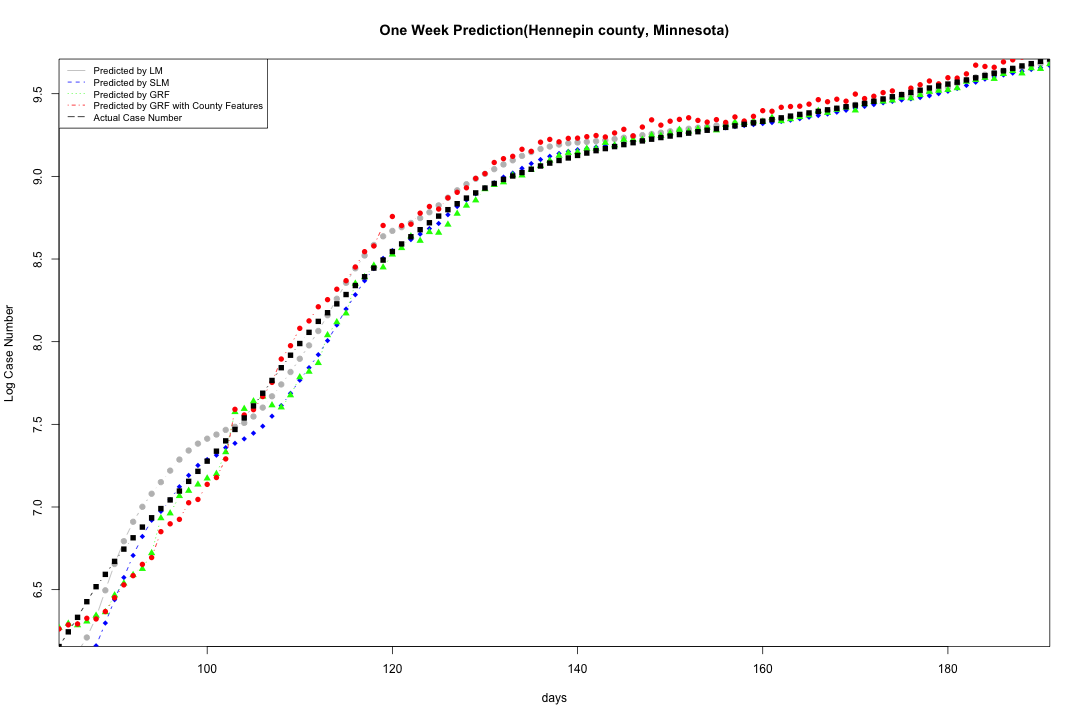 One Week Prediction(Hennepin county, Minnesota)
Predicted by LM
Predicted by SLM
Predicted by GRF
Predicted by GRF with County Features
Actual Case Number
Log Case Number
9.5
9.0
8.5
8.0
7.5
7.0
6.5
100 120 140 160 180
days